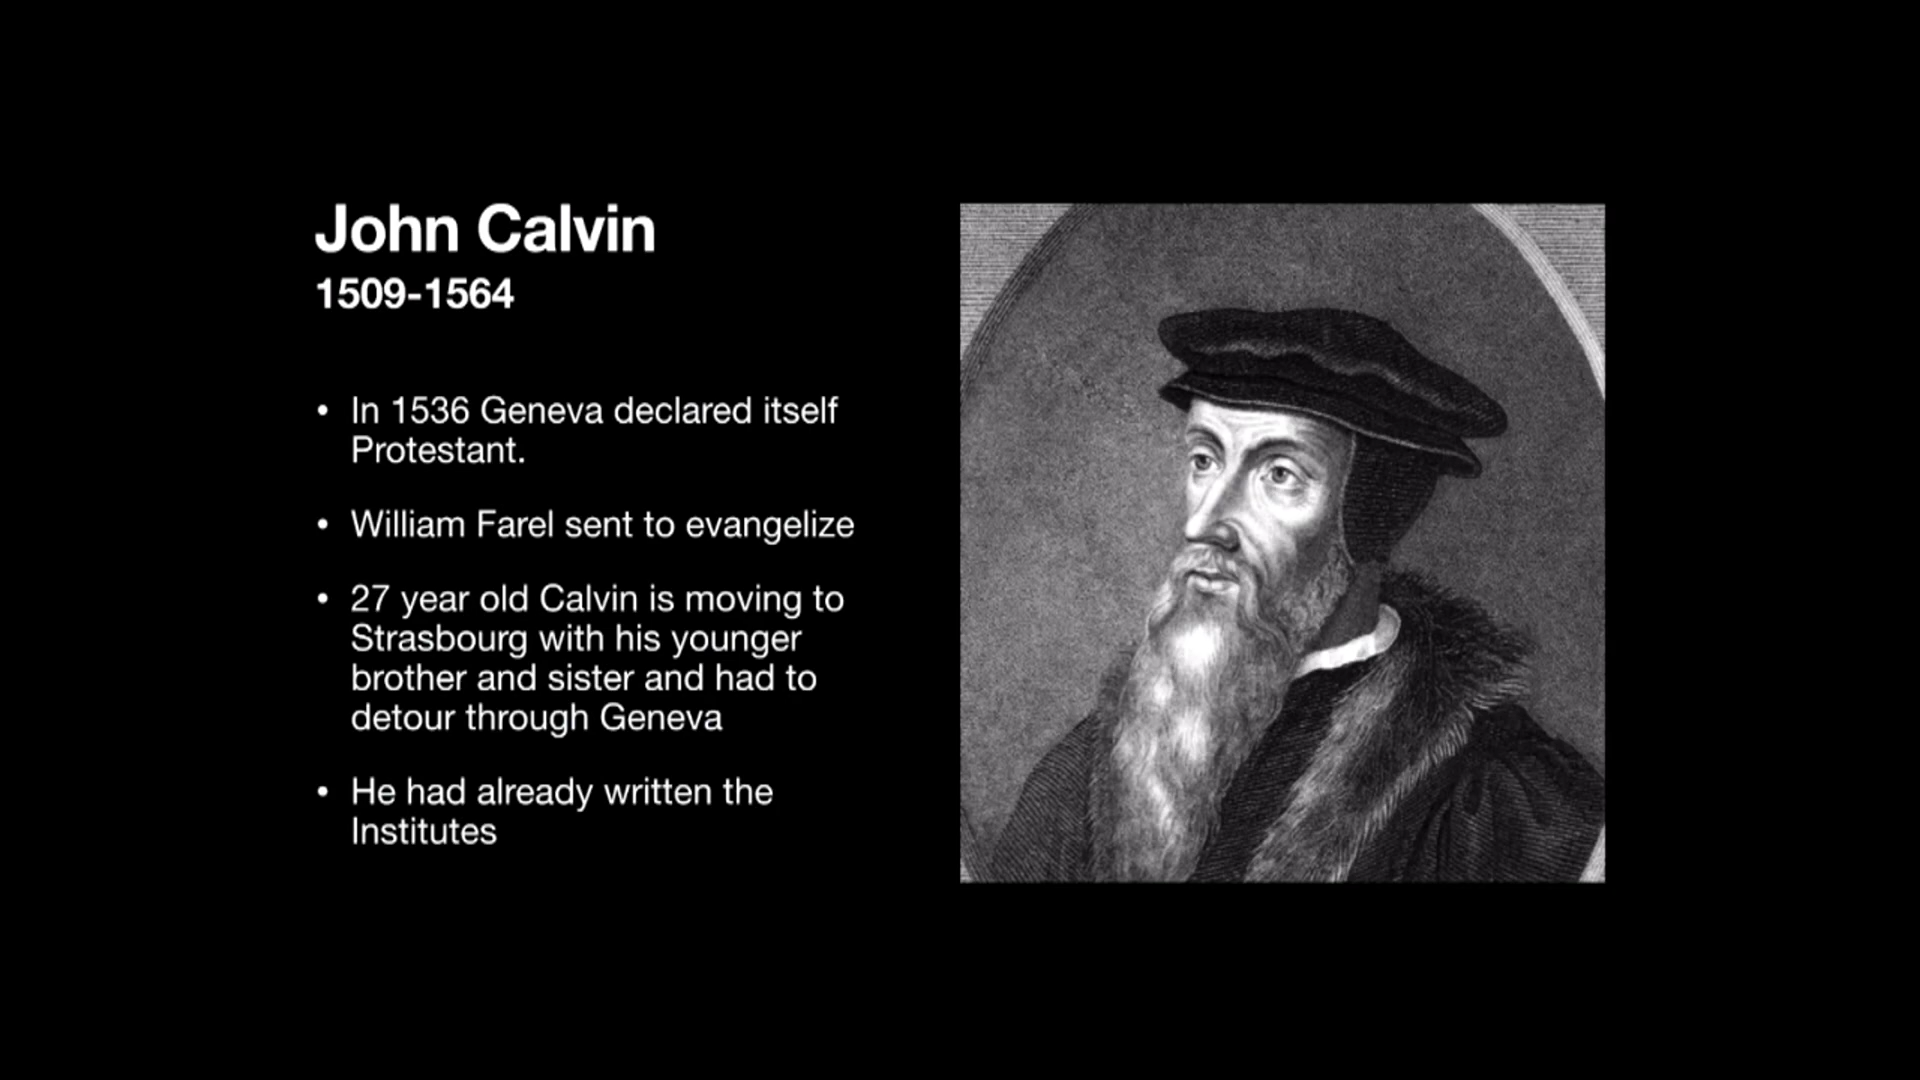 John Calvin
1509-1564
• In 1536 Geneva declared itself
Protestant.
• William Farel sent to evangelize
• 27 year old Calvin is moving to
Strasbourg with his younger
brother and sister and had to
detour through Geneva
• He had already written the
Institutes